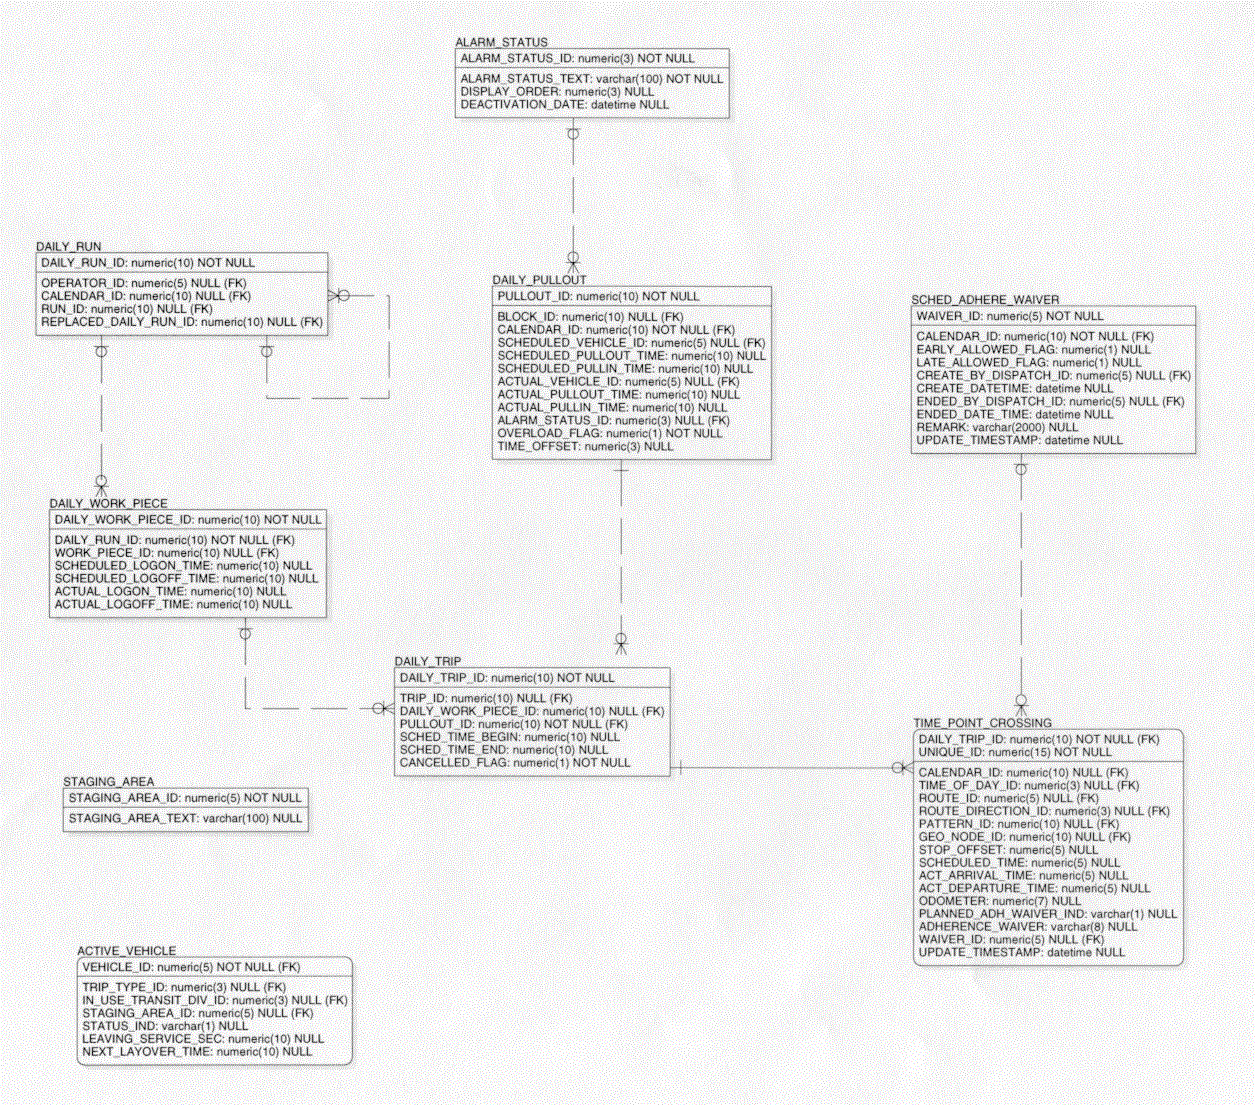 ALARM_STATUS
ALARM_STATUS_ID: numeric(3) NOT NULL
ALARM_STATUS_TEXT: varchar(100) NOT NULL
DISPLAY_ORDER: numeric(3) NULL
DEACTIVATION_DATE: datetime NULL
DAILY_RUN
DAILY_RUN_ID: numeric(10) NOT NULL
OPERATOR_ID: numeric(5) NULL (FK)
CALENDAR_ID: numeric(10) NULL (FK)
RUN_ID: numeric(10) NULL (FK)
REPLACED_DAILY_RUN_ID: numeric(10) NULL (FK)
DAILY_PULLOUT
PULLOUT_ID: numeric(10) NOT NULL
BLOCK_ID: numeric(10) NULL (FK)
CALENDAR_ID: numeric(10) NOT NULL (FK)
SCHEDULED_VEHICLE_ID: numeric(5) NULL (FK)
SCHEDULED_PULLOUT_TIME: numeric(10) NULL
SCHEDULED_PULLIN_TIME: numeric(10) NULL
ACTUAL_VEHICLE_ID: numeric(5) NULL (FK)
ACTUAL_PULLOUT_TIME: numeric(10) NULL
ACTUAL_PULLIN_TIME: numeric(10) NULL
ALARM_STATUS_ID: numeric(3) NULL (FK)
OVERLOAD_FLAG: numeric(1) NOT NULL
TIME_OFFSET: numeric(3) NULL
SCHED_ADHERE_WAIVER
WAIVER_ID: numeric(5) NOT NULL
CALENDAR_ID: numeric(10) NOT NULL (FK)
EARLY_ALLOWED_FLAG: numeric(1) NULL
LATE_ALLOWED_FLAG: numeric(1) NULL
CREATE_BY_DISPATCH_ID: numeric(5) NULL (FK)
CREATE_DATETIME: datetime NULL
ENDED_BY_DISPATCH_ID: numeric(5) NULL (FK)
ENDED_DATE_TIME: datetime NULL
REMARK: varchar(2000) NULL
UPDATE_TIMESTAMP: datetime NULL
DAILY_WORK_PIECE
DAILY_WORK_PIECE_ID: numeric(10) NOT NULL
DAILY_RUN_ID: numeric(10) NOT NULL (FK)
WORK_PIECE_ID: numeric(10) NULL (FK)
SCHEDULED_LOGON_TIME: numeric(10) NULL
SCHEDULED_LOGOFF_TIME: numeric(10) NULL
ACTUAL_LOGON_TIME: numeric(10) NULL
ACTUAL_LOGOFF_TIME: numeric(10) NULL
DAILY_TRIP
DAILY_TRIP_ID: numeric(10) NOT NULL
TRIP_ID: numeric(10) NULL (FK)
DAILY_WORK_PIECE_ID: numeric(10) NULL (FK)
PULLOUT_ID: numeric(10) NOT NULL (FK)
SCHED_TIME_BEGIN: numeric(10) NULL
SCHED_TIME_END: numeric(10) NULL
CANCELLED_FLAG: numeric(1) NOT NULL
TIME_POINT_CROSSING
DAILY_TRIP_ID: numeric(10) NOT NULL (FK)
UNIQUE_ID: numeric(15) NOT NULL
CALENDAR_ID: numeric(10) NULL (FK)
TIME_OF_DAY_ID: numeric(3) NULL (FK)
ROUTE_ID: numeric(5) NULL (FK)
ROUTE_DIRECTION_ID: numeric(3) NULL (FK)
PATTERN_ID: numeric(10) NULL (FK)
GEO_NODE_ID: numeric(10) NULL (FK)
STOP_OFFSET: numeric(5) NULL
SCHEDULED_TIME: numeric(5) NULL
ACT_ARRIVAL_TIME: numeric(5) NULL
ACT_DEPARTURE_TIME: numeric(5) NULL
ODOMETER: numeric(7) NULL
PLANNED_ADH_WAIVER_IND: varchar(1) NULL
ADHERENCE_WAIVER: varchar(8) NULL
WAIVER_ID: numeric(5) NULL (FK)
UPDATE_TIMESTAMP: datetime NULL
STAGING_AREA
STAGING_AREA_ID: numeric(5) NOT NULL
STAGING_AREA_TEXT: varchar(100) NULL
ACTIVE_VEHICLE
VEHICLE_ID: numeric(5) NOT NULL (FK)
TRIP_TYPE_ID: numeric(3) NULL (FK)
IN_USE_TRANSIT_DIV_ID: numeric(3) NULL (FK)
STAGING_AREA_ID: numeric(5) NULL (FK)
STATUS_IND: varchar(1) NULL
LEAVING_SERVICE_SEC: numeric(10) NULL
NEXT_LAYOVER_TIME: numeric(10) NULL